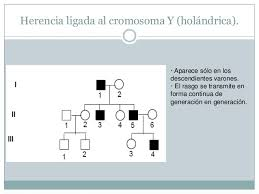 Herencia ligada al cromosoma Y (holándrica).
• Aparece sólo en los
descendientes varones.
• El rasgo se transmite en
forma continua de
generación en generación.
I
1 2
II
1 2 3 4 5 6
III
1 2 3 4